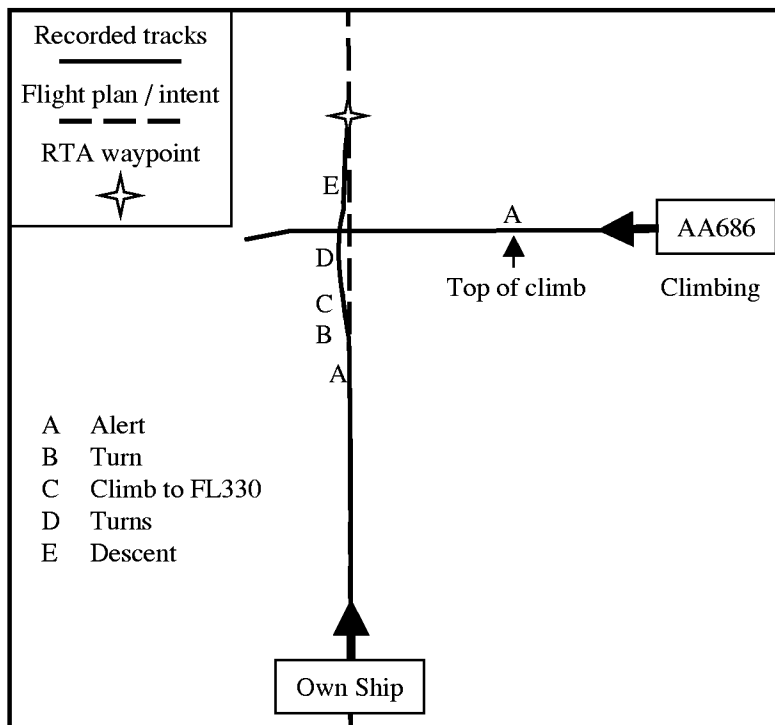 Recorded tracks
Flight plan / intent
RTA waypoint
E
A
AA686
D
Top of climb
Climbing
C
B
A
A Alert
B Turn
C Climb to FL330
D Turns
E Descent
Own Ship